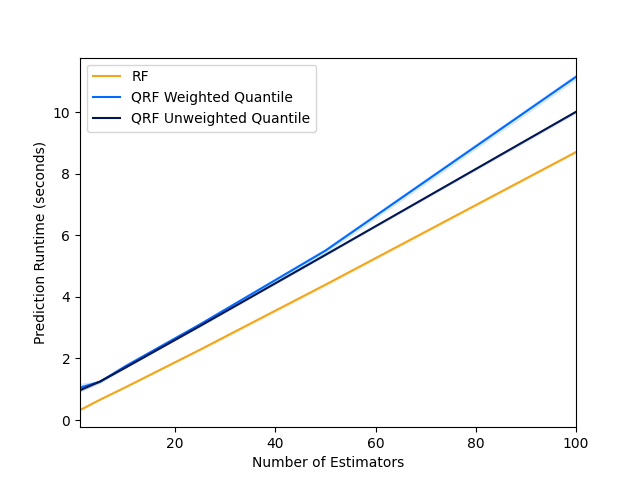 RF
QRF Weighted Quantile
QRF Unweighted Quantile
Prediction Runtime (seconds)
10
8
6
4
2
0
20 40 60 80 100
Number of Estimators